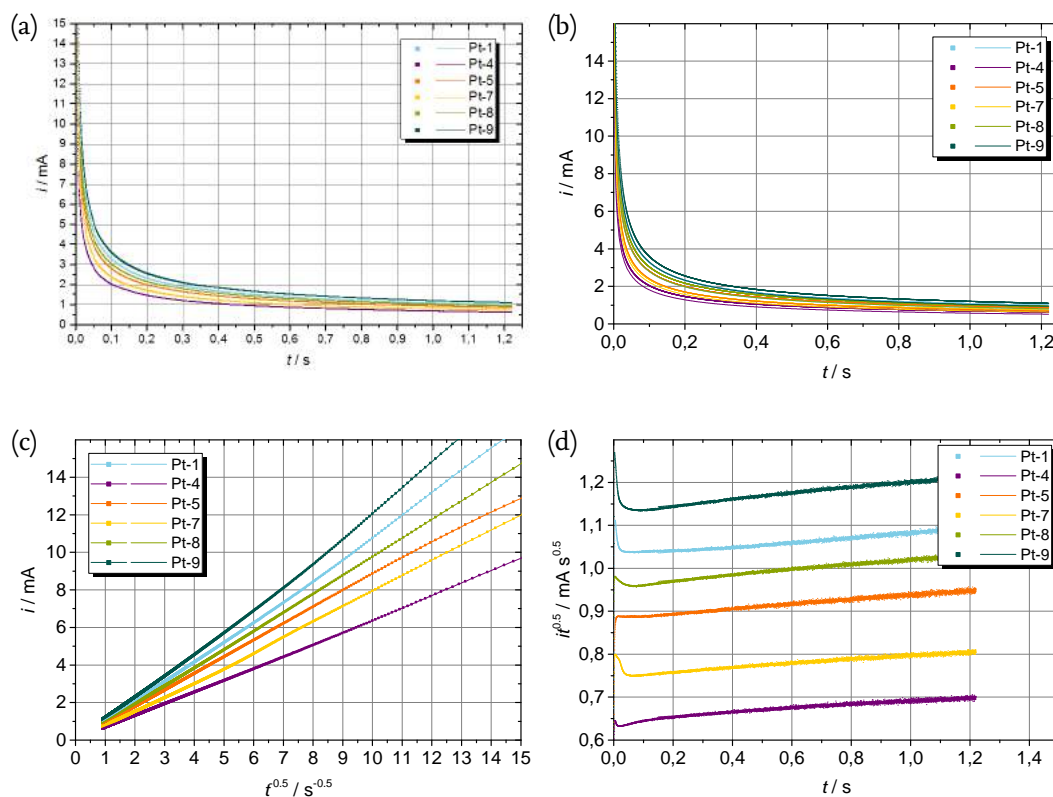 (a)
15
14
13
12
11
10
9
8
7
6
5
4
3
2
1
0
i / mA
0,0 0,1 0,2 0,3 0,4 0,5 0,6 0,7 0,8 0,9 1,0 1,1 1,2
t / s
Pt-1
Pt-4
Pt-5
Pt-7
Pt-8
Pt-9
(b)
14
12
10
8
6
4
2
0
i / mA
0,0 0,2 0,4 0,6 0,8 1,0 1,2
t / s
Pt-1
Pt-4
Pt-5
Pt-7
Pt-8
Pt-9
(c)
14
12
10
8
6
4
2
0
i / mA
0 1 2 3 4 5 6 7 8 9 10 11 12 13 14 15
t^0.5 / s^-0.5
Pt-1
Pt-4
Pt-5
Pt-7
Pt-8
Pt-9
(d)
1,3
1,2
1,1
1,0
0,9
0,8
0,7
0,6
it^0.5 / mA s^0.5
0,0 0,2 0,4 0,6 0,8 1,0 1,2 1,4
t / s
Pt-1
Pt-4
Pt-5
Pt-7
Pt-8
Pt-9